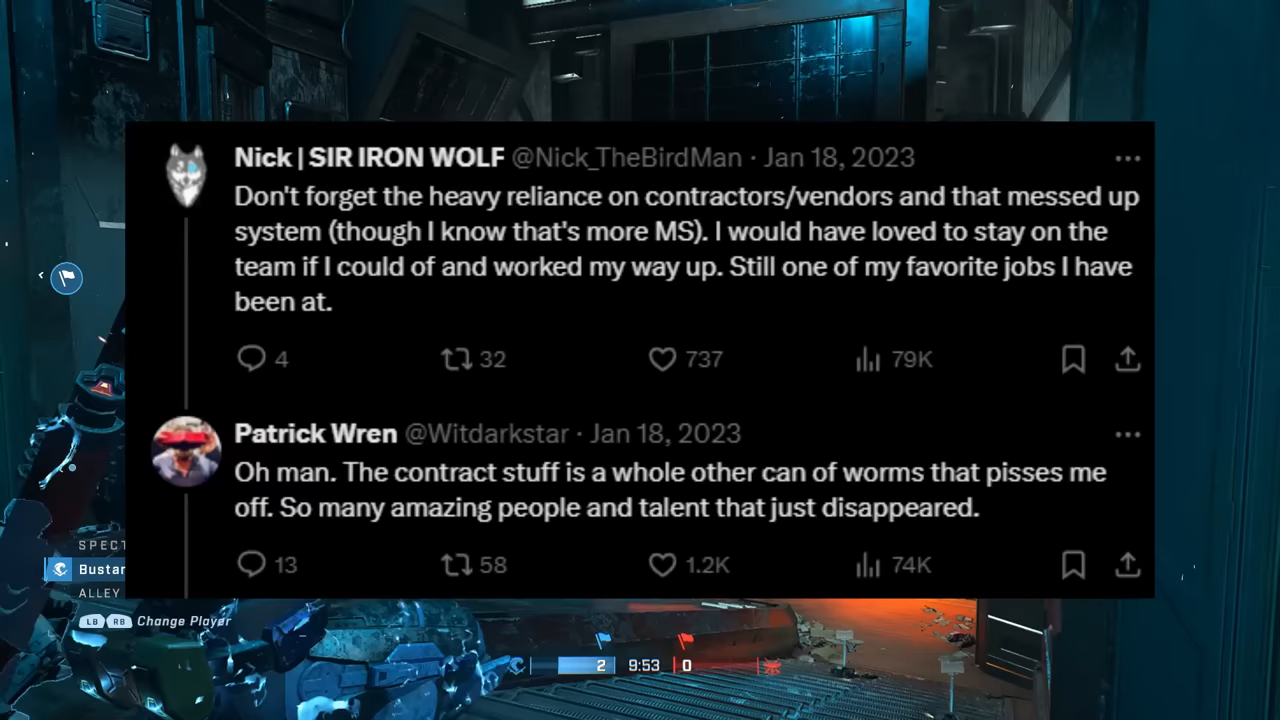 Nick | SIR IRON WOLF @Nick_TheBirdMan · Jan 18, 2023
Don't forget the heavy reliance on contractors/vendors and that messed up
system (though I know that's more MS). I would have loved to stay on the
team if I could of and worked my way up. Still one of my favorite jobs I have
been at.
4 32 737 79K
Patrick Wren @Witdarkstar · Jan 18, 2023
Oh man. The contract stuff is a whole other can of worms that pisses me
off. So many amazing people and talent that just disappeared.
13 58 1.2K 74K
SPECT
Bustar
ALLEY
LB RB Change Player
2 9:53 0